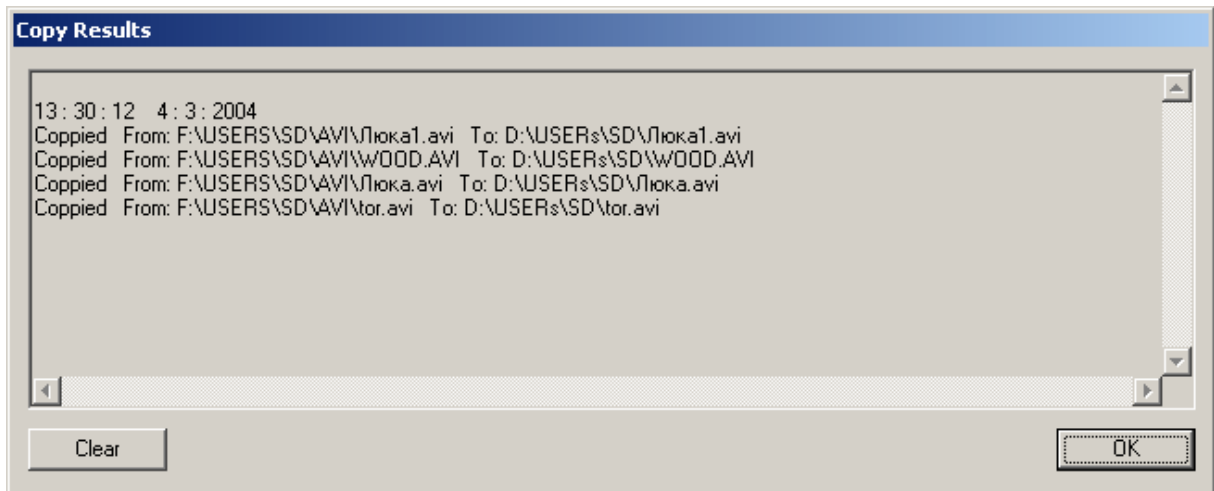 Copy Results
13 : 30 : 12   4 : 3 : 2004
Coppied   From: F:\USERS\SD\AVI\Люка1.avi   To: D:\USERs\SD\Люка1.avi
Coppied   From: F:\USERS\SD\AVI\WOOD.AVI   To: D:\USERs\SD\WOOD.AVI
Coppied   From: F:\USERS\SD\AVI\Люка.avi   To: D:\USERs\SD\Люка.avi
Coppied   From: F:\USERS\SD\AVI\tor.avi   To: D:\USERs\SD\tor.avi
Clear
OK